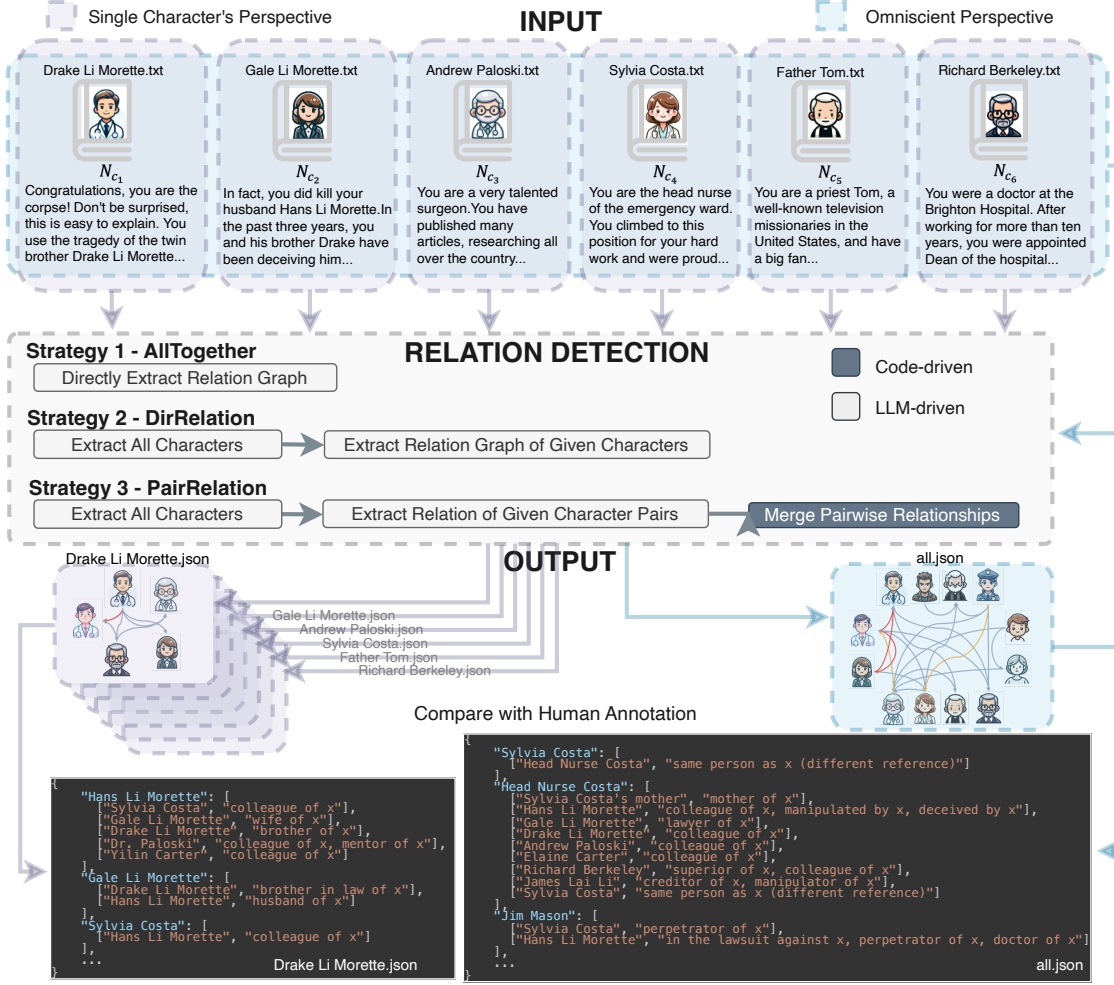 Single Character's Perspective
INPUT
Omniscient Perspective
Drake Li Morette.txt
N_{c_1}
Congratulations, you are the
corpse! Don't be surprised,
this is easy to explain. You
use the tragedy of the twin
brother Drake Li Morette...
Gale Li Morette.txt
N_{c_2}
In fact, you did kill your
husband Hans Li Morette.In
the past three years, you
and his brother Drake have
been deceiving him...
Andrew Paloski.txt
N_{c_3}
You are a very talented
surgeon.You have
published many
articles, researching all
over the country...
Sylvia Costa.txt
N_{c_4}
You are the head nurse
of the emergency ward.
You climbed to this
position for your hard
work and were proud...
Father Tom.txt
N_{c_5}
You are a priest Tom, a
well-known television
missionaries in the
United States, and have
a big fan...
Richard Berkeley.txt
N_{c_6}
You were a doctor at the
Brighton Hospital. After
working for more than ten
years, you were appointed
Dean of the hospital...
RELATION DETECTION
Strategy 1 - AllTogether
Directly Extract Relation Graph
Code-driven
LLM-driven
Strategy 2 - DirRelation
Extract All Characters
Extract Relation Graph of Given Characters
Strategy 3 - PairRelation
Extract All Characters
Extract Relation of Given Character Pairs
Merge Pairwise Relationships
OUTPUT
Drake Li Morette.json
Gale Li Morette.json
Andrew Paloski.json
Sylvia Costa.json
Father Tom.json
Richard Berkeley.json
all.json
Compare with Human Annotation
{
"Hans Li Morette": [
["Sylvia Costa", "colleague of x"],
["Gale Li Morette", "wife of x"],
["Drake Li Morette", "brother of x"],
["Dr. Paloski", "colleague of x, mentor of x"],
["Yilin Carter", "colleague of x"]
],
"Gale Li Morette": [
["Drake Li Morette", "brother in law of x"],
["Hans Li Morette", "husband of x"]
],
"Sylvia Costa": [
["Hans Li Morette", "colleague of x"]
],
...
}
Drake Li Morette.json
{
"Sylvia Costa": [
["Head Nurse Costa", "same person as x (different reference)"]
],
"Head Nurse Costa": [
["Sylvia Costa's mother", "mother of x"],
["Hans Li Morette", "colleague of x, manipulated by x, deceived by x"],
["Gale Li Morette", "lawyer of x"],
["Drake Li Morette", "colleague of x"],
["Andrew Paloski", "colleague of x"],
["Elaine Carter", "colleague of x"],
["Richard Berkeley", "superior of x, colleague of x"],
["James Lai Li", "creditor of x, manipulator of x"],
["Sylvia Costa", "same person as x (different reference)"]
],
"Jim Mason": [
["Sylvia Costa", "perpetrator of x"],
["Hans Li Morette", "in the lawsuit against x, perpetrator of x, doctor of x"]
],
...
}
all.json